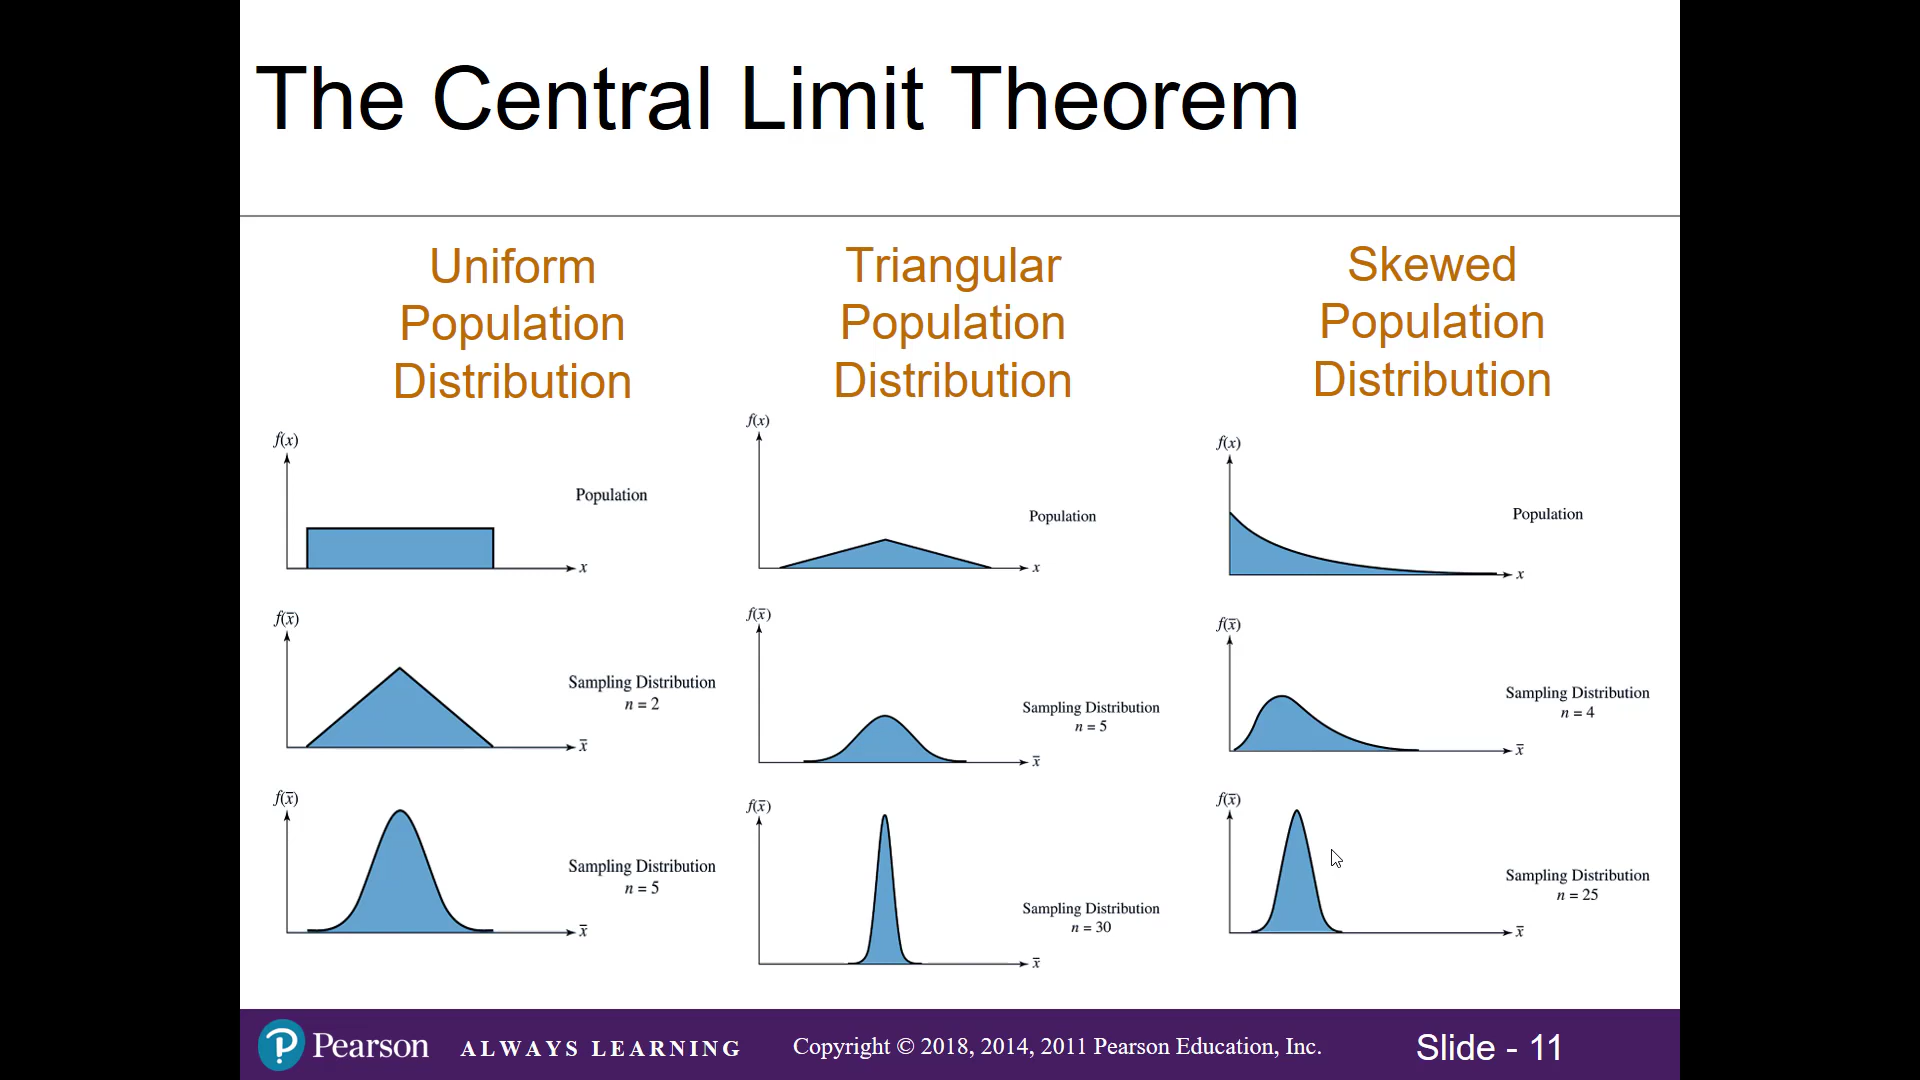 The Central Limit Theorem
Uniform
Population
Distribution
f(x)
Population
x
f(x̅)
Sampling Distribution
n = 2
x̅
f(x̅)
Sampling Distribution
n = 5
x̅
Triangular
Population
Distribution
f(x)
Population
x
f(x̅)
Sampling Distribution
n = 5
x̅
f(x̅)
Sampling Distribution
n = 30
x̅
Skewed
Population
Distribution
f(x)
Population
x
f(x̅)
Sampling Distribution
n = 4
x̅
f(x̅)
Sampling Distribution
n = 25
x̅
P Pearson
ALWAYS LEARNING
Copyright © 2018, 2014, 2011 Pearson Education, Inc.
Slide - 11